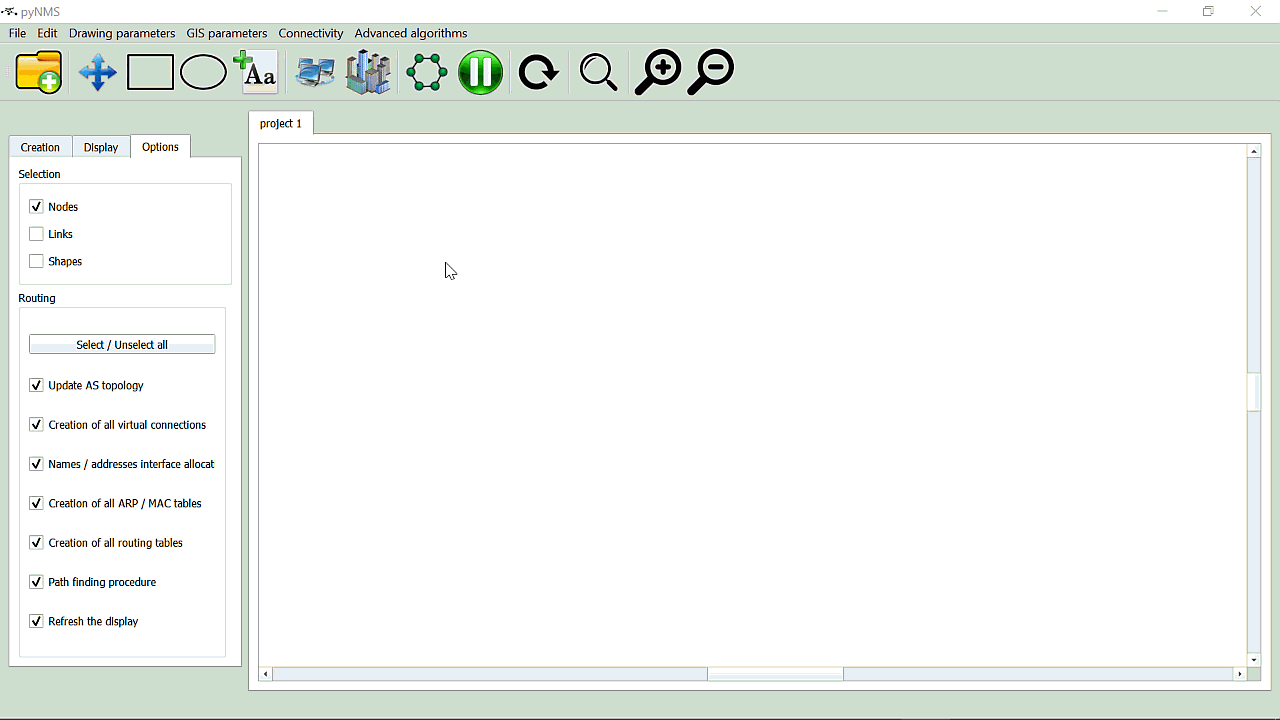 pyNMS
File Edit Drawing parameters GIS parameters Connectivity Advanced algorithms
Aa
project 1
Creation Display Options
Selection
Nodes
Links
Shapes
Routing
Select / Unselect all
Update AS topology
Creation of all virtual connections
Names / addresses interface allocat
Creation of all ARP / MAC tables
Creation of all routing tables
Path finding procedure
Refresh the display